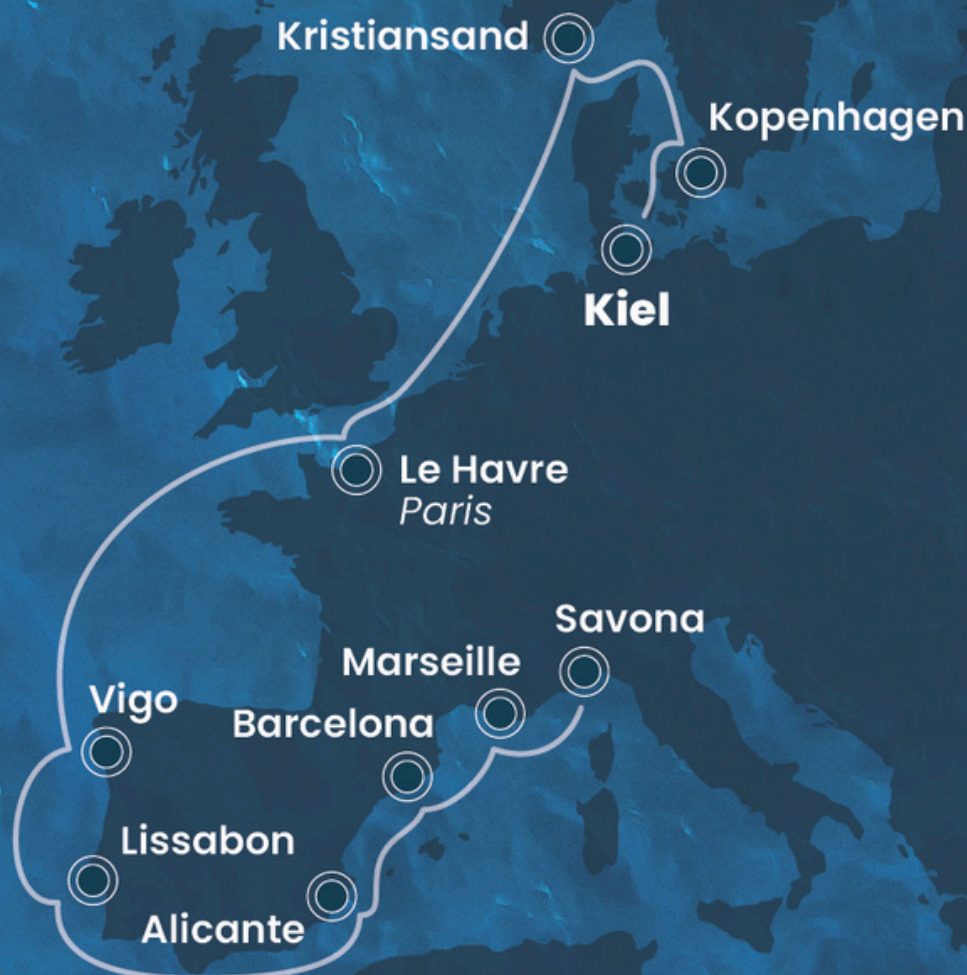 Kristiansand
Kopenhagen
Kiel
Le Havre
Paris
Savona
Marseille
Vigo
Barcelona
Lissabon
Alicante